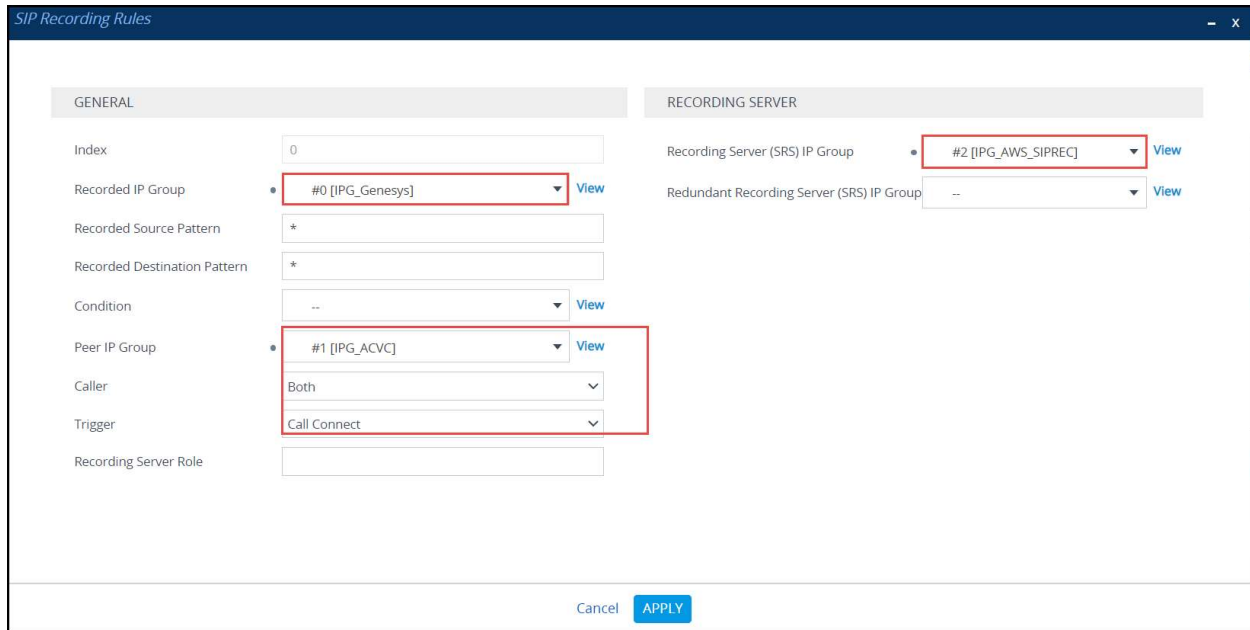 SIP Recording Rules
– x
GENERAL
Index 0
Recorded IP Group #0 [IPG_Genesys] View
Recorded Source Pattern *
Recorded Destination Pattern *
Condition -- View
Peer IP Group #1 [IPG_ACVC] View
Caller Both
Trigger Call Connect
Recording Server Role
RECORDING SERVER
Recording Server (SRS) IP Group #2 [IPG_AWS_SIPREC] View
Redundant Recording Server (SRS) IP Group -- View
Cancel APPLY